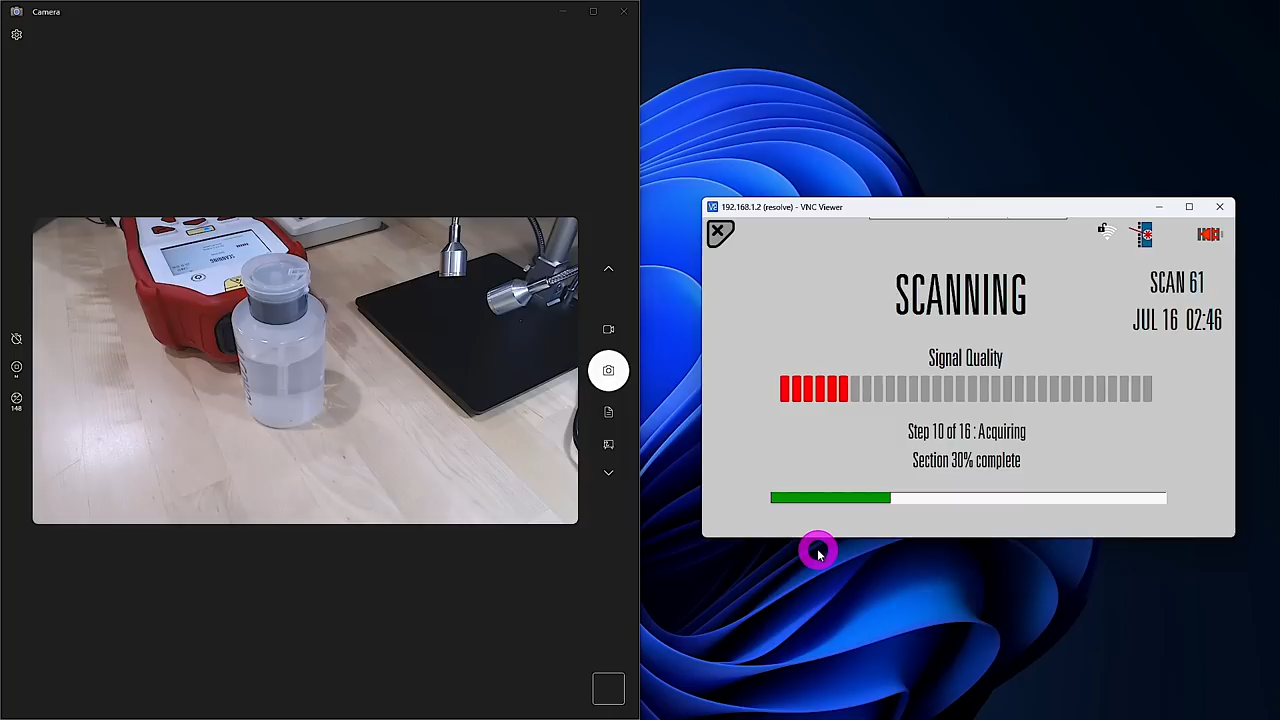 Camera
148
192.168.1.2 (resolve) - VNC Viewer
SCANNING
SCAN 61
JUL 16 02:46
Signal Quality
Step 10 of 16 : Acquiring
Section 30% complete